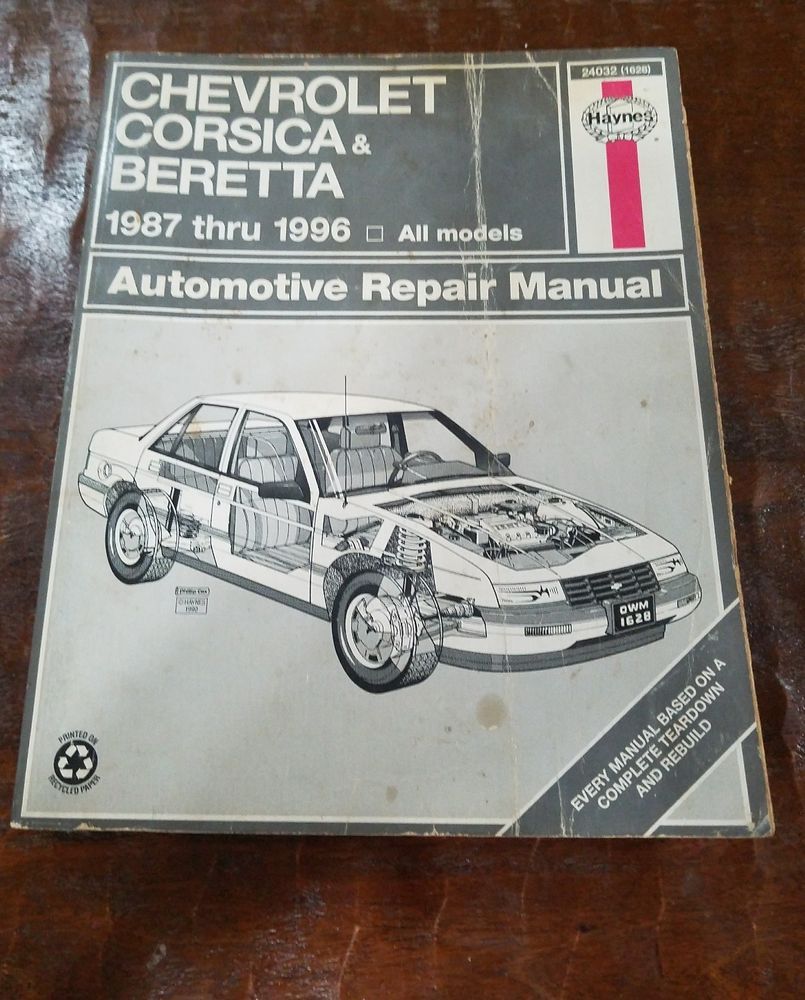 CHEVROLET
CORSICA &
BERETTA
1987 thru 1996 □ All models
24032 (1628)
Haynes
Automotive Repair Manual
© HAYNES
OWM
1628
EVERY MANUAL BASED ON A
COMPLETE TEARDOWN
AND REBUILD
PRINTED ON
RECYCLED PAPER